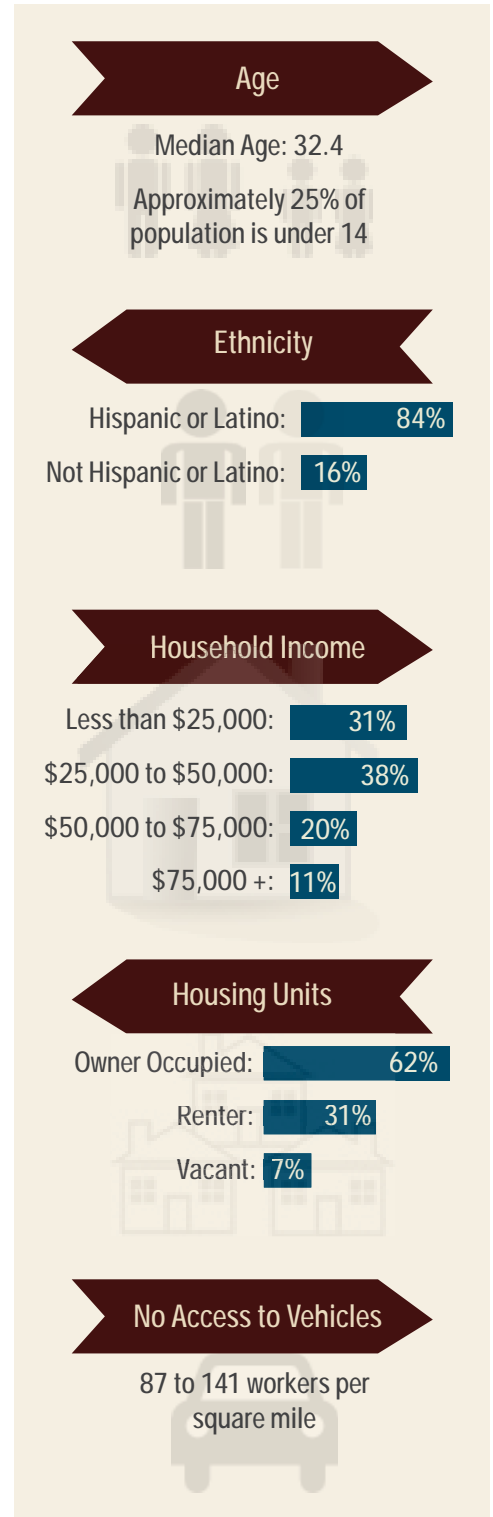 Age
Median Age: 32.4
Approximately 25% of
population is under 14
Ethnicity
Hispanic or Latino: 84%
Not Hispanic or Latino: 16%
Household Income
Less than $25,000: 31%
$25,000 to $50,000: 38%
$50,000 to $75,000: 20%
$75,000 +: 11%
Housing Units
Owner Occupied: 62%
Renter: 31%
Vacant: 7%
No Access to Vehicles
87 to 141 workers per
square mile